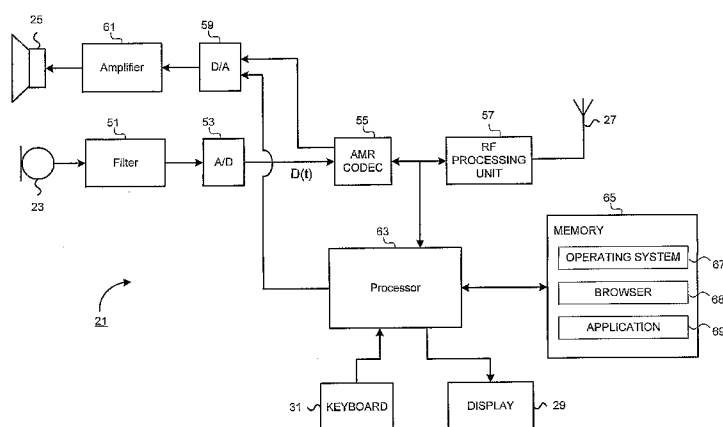 25
61
Amplifier
59
D/A
51
Filter
53
A/D
D(t)
55
AMR
CODEC
57
RF
PROCESSING
UNIT
27
23
21
63
Processor
65
MEMORY
OPERATING SYSTEM
67
BROWSER
68
APPLICATION
69
31
KEYBOARD
DISPLAY
29